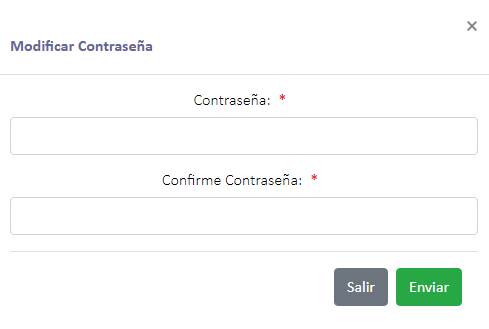 ×
Modificar Contraseña
Contraseña: *
Confirme Contraseña: *
Salir Enviar